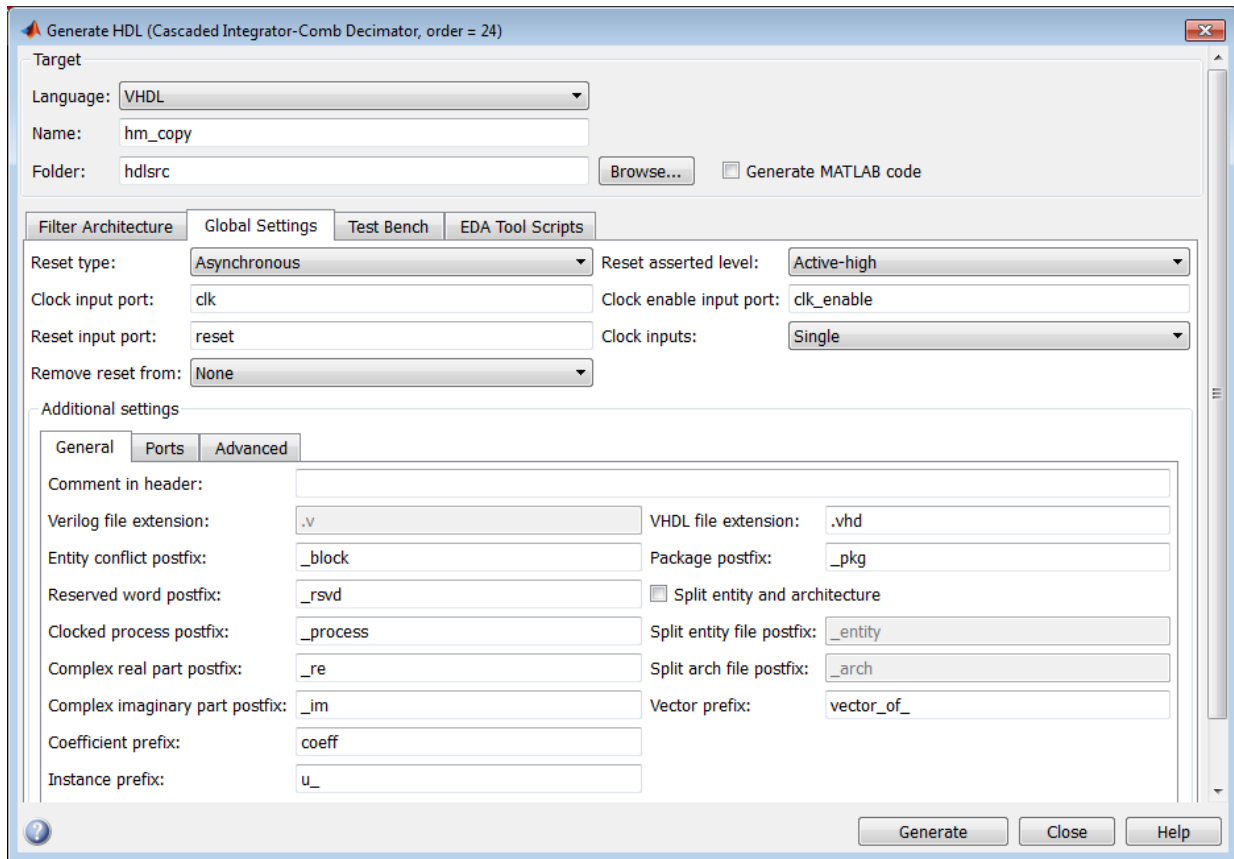 Generate HDL (Cascaded Integrator-Comb Decimator, order = 24)
Target
Language: VHDL
Name: hm_copy
Folder: hdlsrc Browse... Generate MATLAB code
Filter Architecture Global Settings Test Bench EDA Tool Scripts
Reset type: Asynchronous Reset asserted level: Active-high
Clock input port: clk Clock enable input port: clk_enable
Reset input port: reset Clock inputs: Single
Remove reset from: None
Additional settings
General Ports Advanced
Comment in header:
Verilog file extension: .v VHDL file extension: .vhd
Entity conflict postfix: _block Package postfix: _pkg
Reserved word postfix: _rsvd Split entity and architecture
Clocked process postfix: _process Split entity file postfix: _entity
Complex real part postfix: _re Split arch file postfix: _arch
Complex imaginary part postfix: _im Vector prefix: vector_of_
Coefficient prefix: coeff
Instance prefix: u_
? Generate Close Help